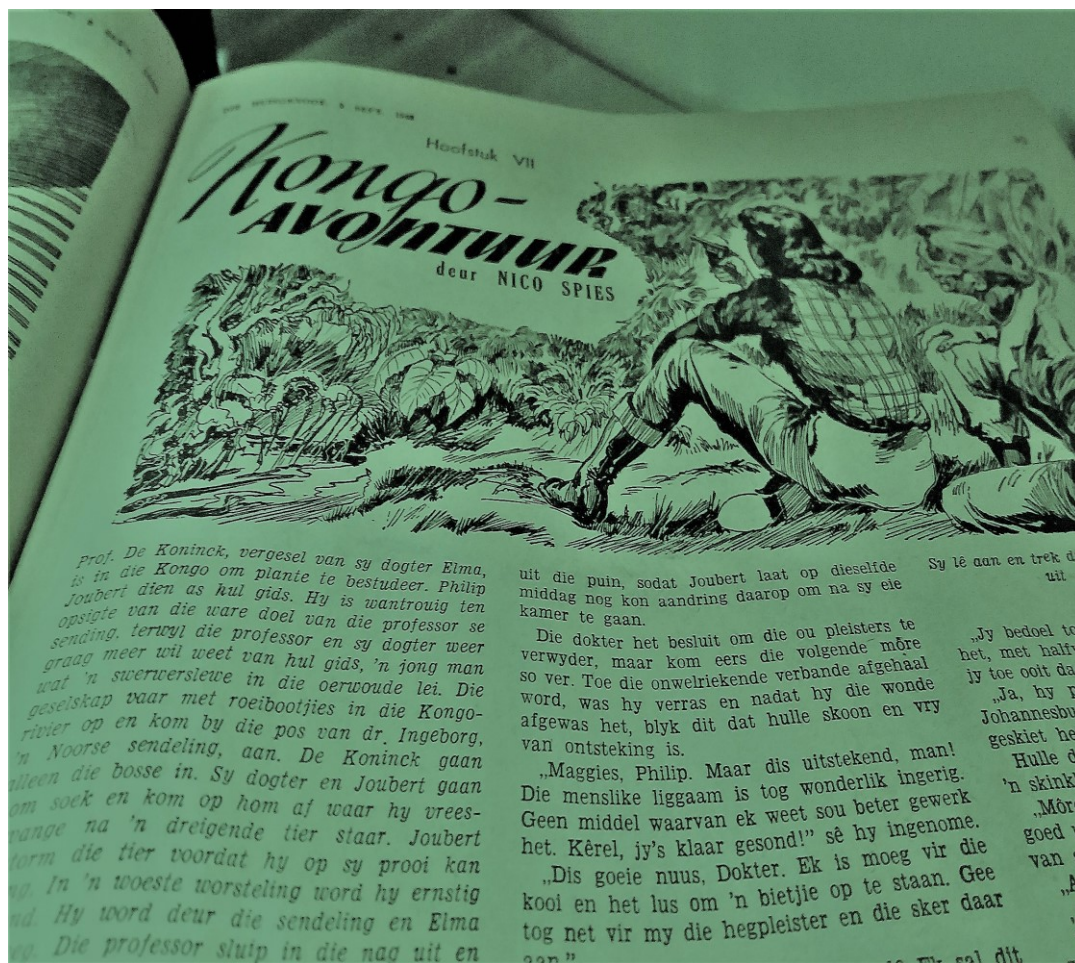 DIE HUISGENOOT, 9 SEPT. 1949
Hoofstuk VII
Kongo-
AVONTUUR
deur NICO SPIES
Prof. De Koninck, vergesel van sy dogter Elma,
is in die Kongo om plante te bestudeer. Philip
Joubert dien as hul gids. Hy is wantrouig ten
opsigte van die ware doel van die professor se
sending, terwyl die professor en sy dogter weer
graag meer wil weet van hul gids, 'n jong man
wat 'n swerwerslewe in die oerwoude lei. Die
geselskap vaar met roeibootjies in die Kongo-
rivier op en kom by die pos van dr. Ingeborg,
'n Noorse sendeling, aan. De Koninck gaan
alleen die bosse in. Sy dogter en Joubert gaan
om soek en kom op hom af waar hy vrees-
vange na 'n dreigende tier staar. Joubert
torm die tier voordat hy op sy prooi kan
In 'n woeste worsteling word hy ernstig
Hy word deur die sendeling en Elma
Die professor sluip in die nag uit en
uit die puin, sodat Joubert laat op dieselfde
middag nog kon aandring daarop om na sy eie
kamer te gaan.
Die dokter het besluit om die ou pleisters te
verwyder, maar kom eers die volgende môre
so ver. Toe die onwelriekende verbande afgehaal
word, was hy verras en nadat hy die wonde
afgewas het, blyk dit dat hulle skoon en vry
van ontsteking is.
„Maggies, Philip. Maar dis uitstekend, man!
Die menslike liggaam is tog wonderlik ingerig.
Geen middel waarvan ek weet sou beter gewerk
het. Kêrel, jy's klaar gesond!” sê hy ingenome.
„Dis goeie nuus, Dokter. Ek is moeg vir die
kooi en het lus om 'n bietjie op te staan. Gee
tog net vir my die hegpleister en die sker daar
aan.”
Ek sal dit
Sy lê aan en trek d
uit
„Jy bedoel to
het, met halfv
jy toe ooit da
„Ja, hy
Johannesbu
geskiet he
Hulle d
'n skink
„Môr
goed
van